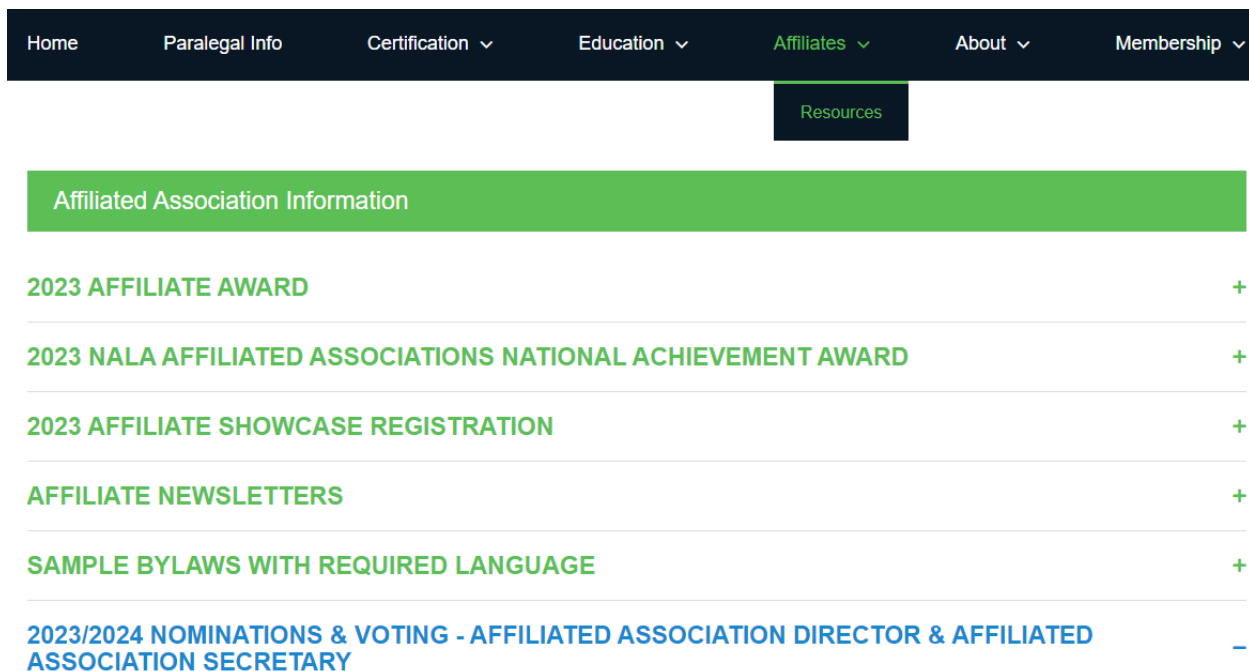 Home Paralegal Info Certification Education Affiliates About Membership
Resources
Affiliated Association Information
2023 AFFILIATE AWARD +
2023 NALA AFFILIATED ASSOCIATIONS NATIONAL ACHIEVEMENT AWARD +
2023 AFFILIATE SHOWCASE REGISTRATION +
AFFILIATE NEWSLETTERS +
SAMPLE BYLAWS WITH REQUIRED LANGUAGE +
2023/2024 NOMINATIONS & VOTING - AFFILIATED ASSOCIATION DIRECTOR & AFFILIATED
ASSOCIATION SECRETARY –